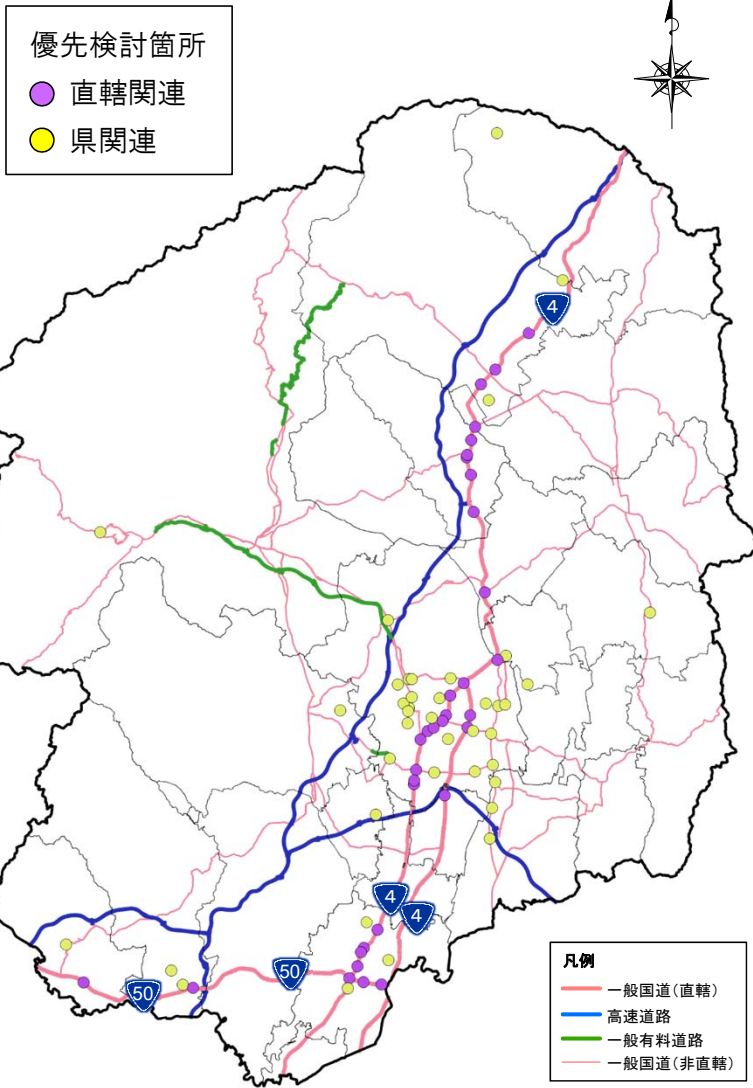 優先検討箇所
直轄関連
県関連
4
4
4
50
50
凡例
一般国道(直轄)
高速道路
一般有料道路
一般国道(非直轄)